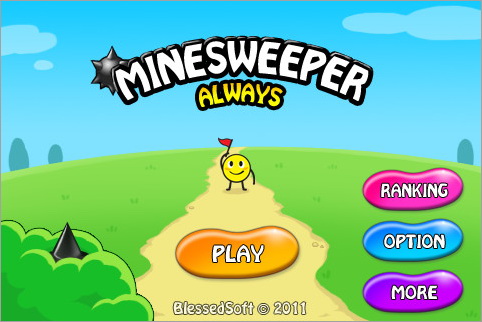 MINESWEEPER
ALWAYS
RANKING
PLAY
OPTION
MORE
BlessedSoft © 2011